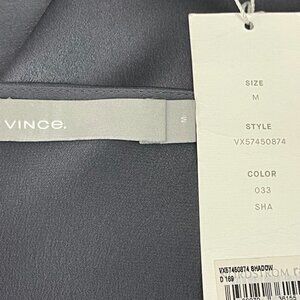 VINCE.
M
SIZE
M
STYLE
VX57450874
COLOR
033
SHA
VX57450874 SHADOW
D 169